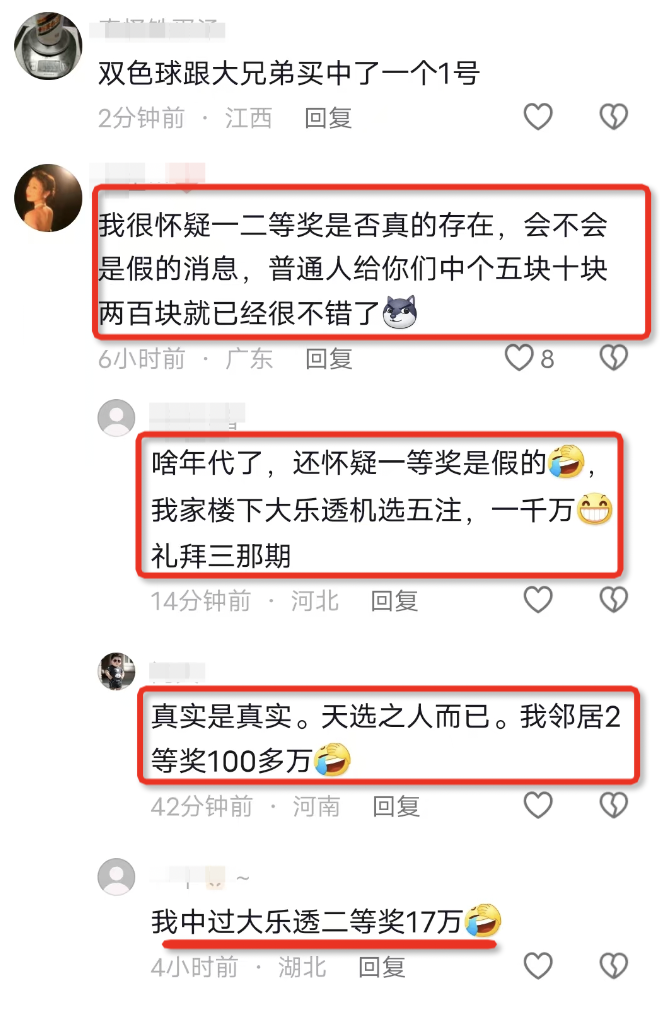 双色球跟大兄弟买中了一个1号
2分钟前 · 江西 回复
我很怀疑一二等奖是否真的存在，会不会
是假的消息，普通人给你们中个五块十块
两百块就已经很不错了
6小时前 · 广东 回复 8
啥年代了，还怀疑一等奖是假的，
我家楼下大乐透机选五注，一千万
礼拜三那期
14分钟前 · 河北 回复
真实是真实。天选之人而已。我邻居2
等奖100多万
42分钟前 · 河南 回复
~
我中过大乐透二等奖17万
4小时前 · 湖北 回复